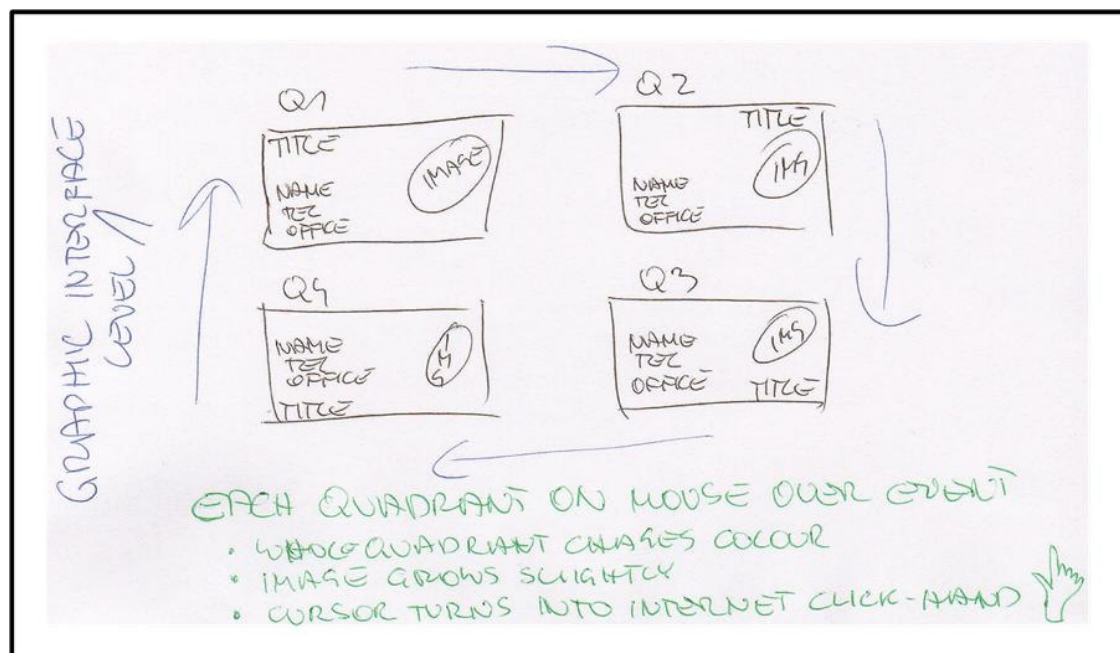 GRAPHIC INTERFACE
LEVEL
Q1
TITLE
IMAGE
NAME
TEL
OFFICE
Q2
TITLE
IMG
NAME
TEL
OFFICE
Q3
NAME
TEL
OFFICE
IMG
TITLE
Q4
NAME
TEL
OFFICE
IMG
TITLE
EACH QUADRANT ON MOUSE OVER EVENT
• WHOLE QUADRANT CHAGES COLOUR
• IMAGE GROWS SLIGHTLY
• CURSOR TURNS INTO INTERNET CLICK-HAND